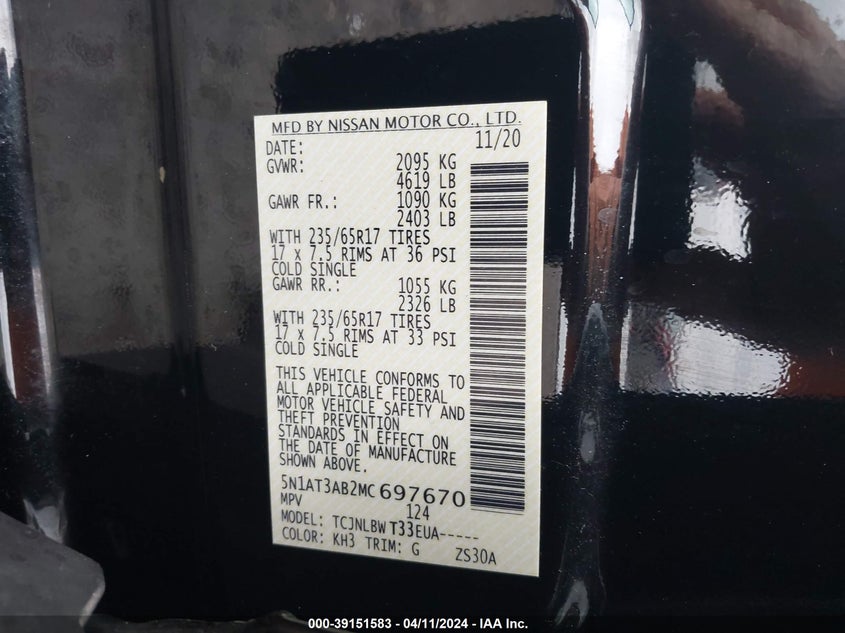 MFD BY NISSAN MOTOR CO., LTD.
DATE: 11/20
GVWR: 2095 KG
4619 LB
GAWR FR.: 1090 KG
2403 LB
WITH 235/65R17 TIRES
17 x 7.5 RIMS AT 36 PSI
COLD SINGLE
GAWR RR.: 1055 KG
2326 LB
WITH 235/65R17 TIRES
17 x 7.5 RIMS AT 33 PSI
COLD SINGLE
THIS VEHICLE CONFORMS TO
ALL APPLICABLE FEDERAL
MOTOR VEHICLE SAFETY AND
THEFT PREVENTION
STANDARDS IN EFFECT ON
THE DATE OF MANUFACTURE
SHOWN ABOVE.
5N1AT3AB2MC697670
MPV 124
MODEL: TCJNLBW T33EUA-----
COLOR: KH3 TRIM: G ZS30A
000-39151583 - 04/11/2024 - IAA Inc.